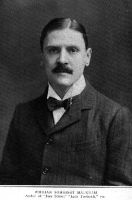 WILLIAM SOMERSET MAUGHAM
Author of "Jack Straw," "Lady Frederick," etc